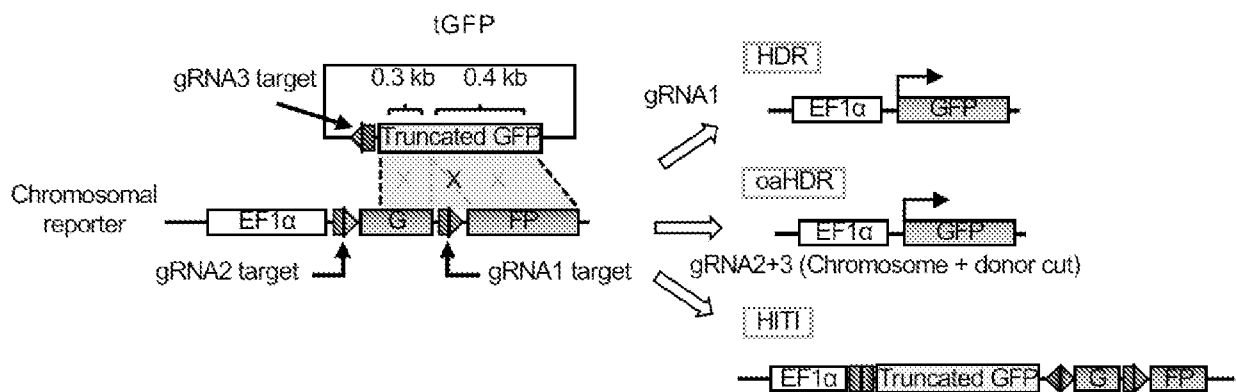 tGFP
gRNA3 target
0.3 kb 0.4 kb
Truncated GFP
X X X
Chromosomal
reporter
EF1α G FP
gRNA2 target gRNA1 target
gRNA1
HDR
EF1α GFP
oaHDR
EF1α GFP
gRNA2+3 (Chromosome + donor cut)
HITI
EF1α Truncated GFP G FP